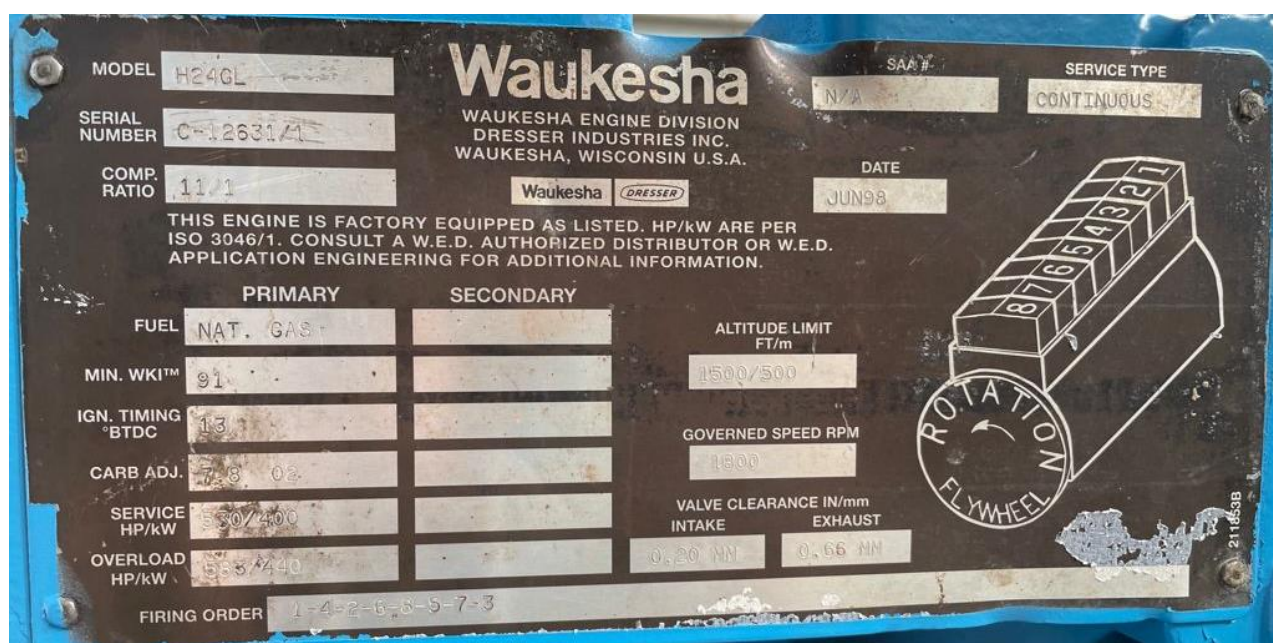 MODEL H24GL
Waukesha
SAA # N/A
SERVICE TYPE CONTINUOUS
SERIAL NUMBER C-12631/1
WAUKESHA ENGINE DIVISION
DRESSER INDUSTRIES INC.
WAUKESHA, WISCONSIN U.S.A.
COMP. RATIO 11/1
Waukesha DRESSER
DATE JUN98
THIS ENGINE IS FACTORY EQUIPPED AS LISTED. HP/kW ARE PER
ISO 3046/1. CONSULT A W.E.D. AUTHORIZED DISTRIBUTOR OR W.E.D.
APPLICATION ENGINEERING FOR ADDITIONAL INFORMATION.
PRIMARY SECONDARY
FUEL NAT. GAS
MIN. WKI™ 91
IGN. TIMING °BTDC 13
CARB ADJ. 7.8 02
SERVICE HP/kW 530/400
OVERLOAD HP/kW 583/440
ALTITUDE LIMIT
FT/m
1500/500
GOVERNED SPEED RPM
1800
VALVE CLEARANCE IN/mm
INTAKE EXHAUST
0.20 MM 0.66 MM
FIRING ORDER 1-4-2-6-8-5-7-3
8 7 6 5 4 3 2 1
ROTATION
FLYWHEEL
211853B